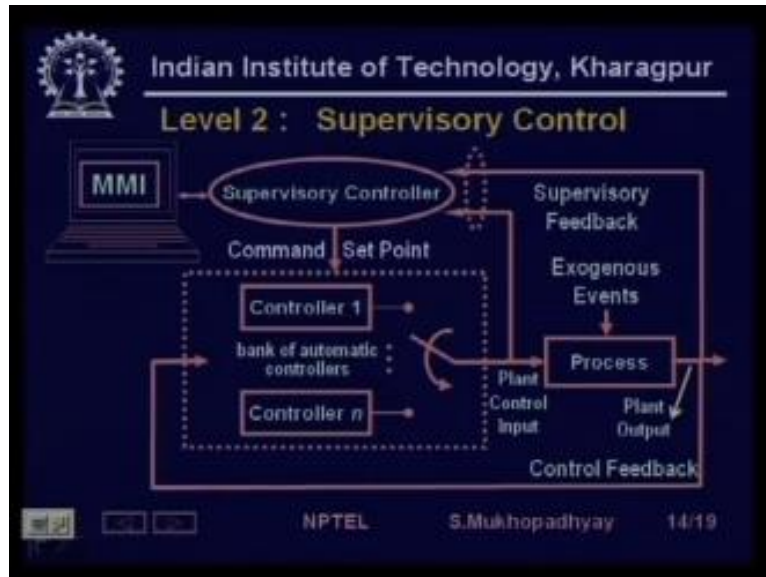 Indian Institute of Technology, Kharagpur
Level 2 : Supervisory Control
MMI
Supervisory Controller
Supervisory
Feedback
Command Set Point
Exogenous
Events
Controller 1
bank of automatic
controllers
Process
Plant
Control
Input
Controller n
Plant
Output
Control Feedback
NPTEL S.Mukhopadhyay 14/19